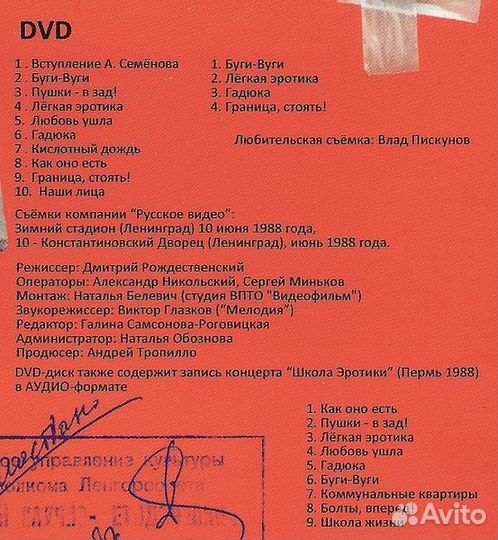 DVD
1 . Вступление А. Семёнова
2 . Буги-Вуги
3 . Пушки - в зад!
4 . Лёгкая эротика
5. Любовь ушла
6 . Гадюка
7 . Кислотный дождь
8 . Как оно есть
9. Граница, стоять!
10. Наши лица
1. Буги-Вуги
2. Лёгкая эротика
3. Гадюка
4. Граница, стоять!
Любительская съёмка: Влад Пискунов
Съёмки компании "Русское видео":
Зимний стадион (Ленинград) 10 июня 1988 года,
10 - Константиновский Дворец (Ленинград), июнь 1988 года.
Режиссер: Дмитрий Рождественский
Операторы: Александр Никольский, Сергей Миньков
Монтаж: Наталья Белевич (студия ВПТО "Видеофильм")
Звукорежиссер: Виктор Глазков ("Мелодия")
Редактор: Галина Самсонова-Роговицкая
Администратор: Наталья Обознова
Продюсер: Андрей Тропилло
DVD-диск также содержит запись концерта "Школа Эротики" (Пермь 1988)
в АУДИО-формате
1. Как оно есть
2. Пушки - в зад!
3. Лёгкая эротика
4. Любовь ушла
5. Гадюка
6. Буги-Вуги
7. Коммунальные квартиры
8. Болты, вперёд!
9. Школа жизни
культуры
Avito